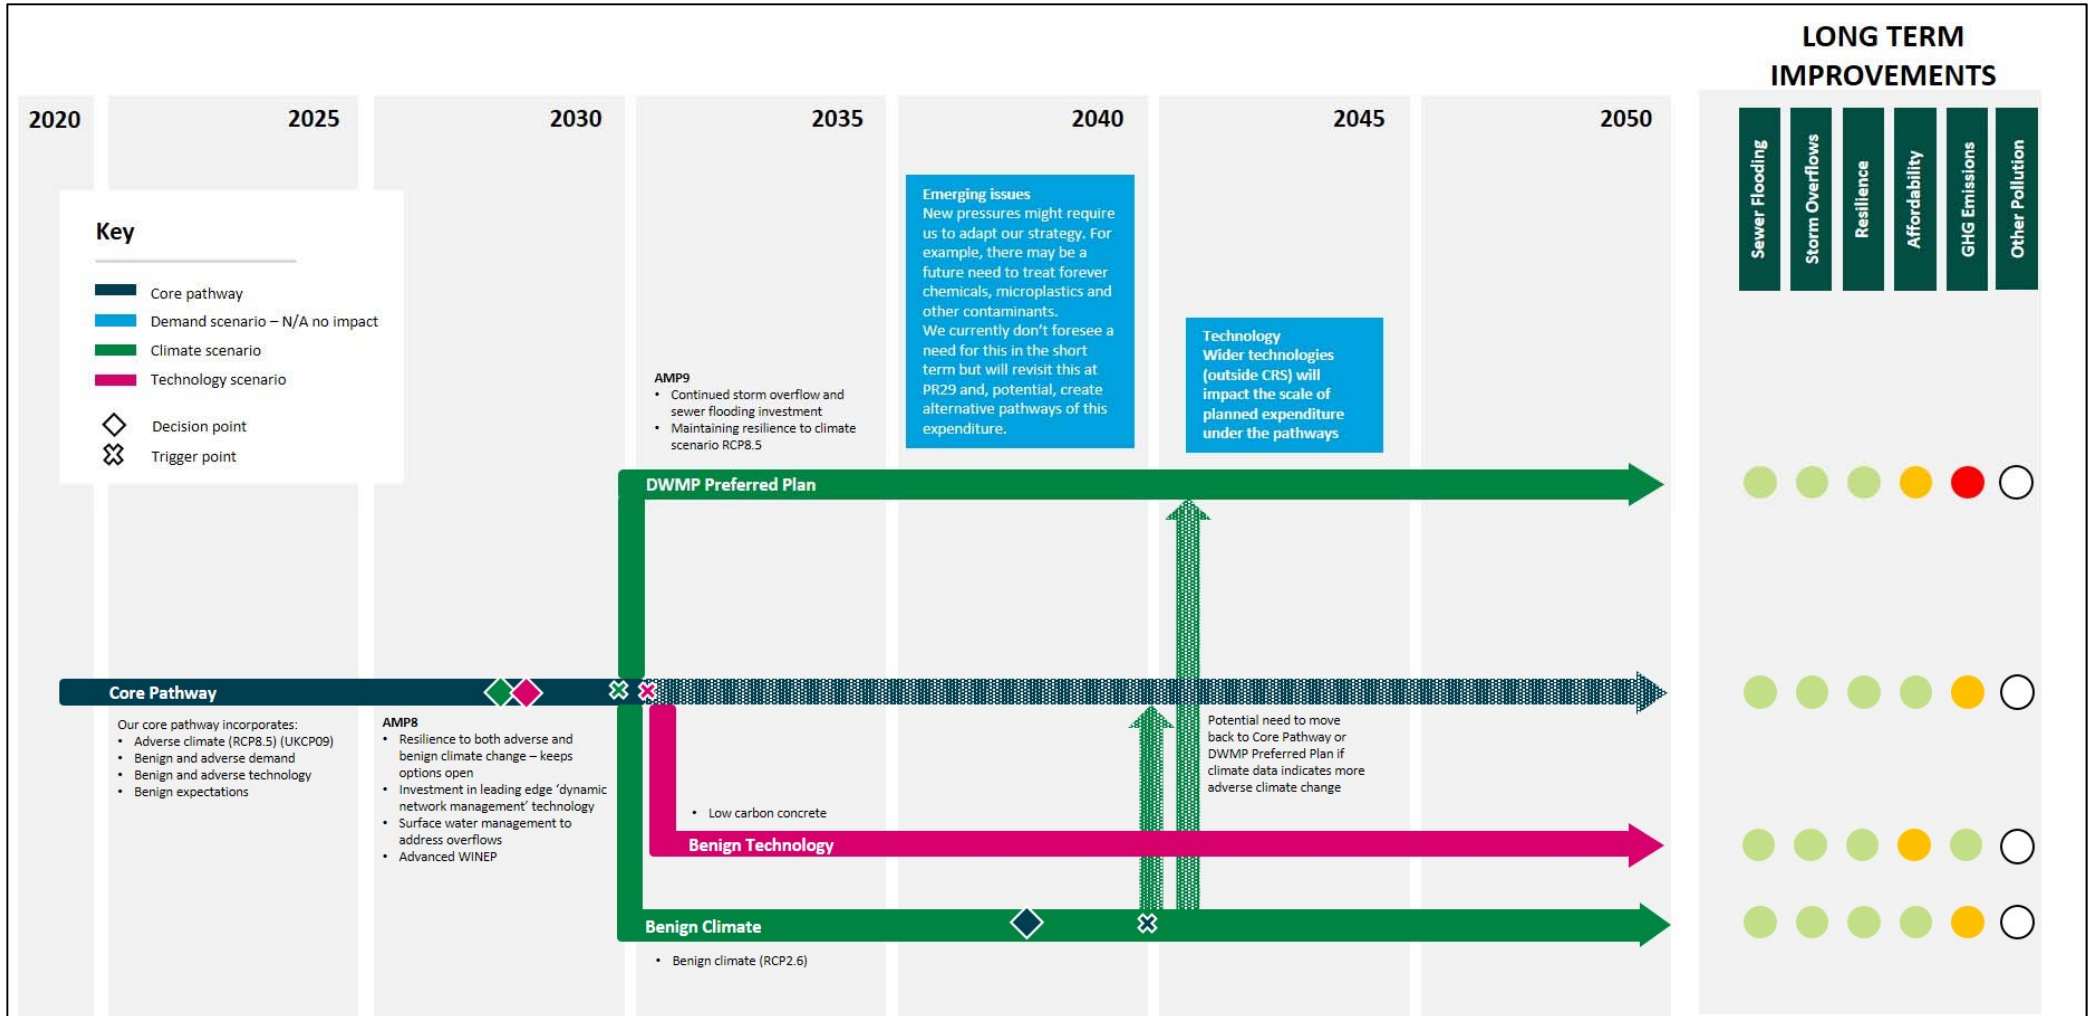 LONG TERM
IMPROVEMENTS
2020
2025
2030
2035
2040
2045
2050
Sewer Flooding
Storm Overflows
Resilience
Affordability
GHG Emissions
Other Pollution
Key
Core pathway
Demand scenario – N/A no impact
Climate scenario
Technology scenario
Decision point
Trigger point
AMP9
• Continued storm overflow and
sewer flooding investment
• Maintaining resilience to climate
scenario RCP8.5
Emerging issues
New pressures might require
us to adapt our strategy. For
example, there may be a
future need to treat forever
chemicals, microplastics and
other contaminants.
We currently don't foresee a
need for this in the short
term but will revisit this at
PR29 and, potential, create
alternative pathways of this
expenditure.
Technology
Wider technologies
(outside CRS) will
impact the scale of
planned expenditure
under the pathways
DWMP Preferred Plan
Core Pathway
Our core pathway incorporates:
• Adverse climate (RCP8.5) (UKCP09)
• Benign and adverse demand
• Benign and adverse technology
• Benign expectations
AMP8
• Resilience to both adverse and
benign climate change – keeps
options open
• Investment in leading edge 'dynamic
network management' technology
• Surface water management to
address overflows
• Advanced WINEP
Potential need to move
back to Core Pathway or
DWMP Preferred Plan if
climate data indicates more
adverse climate change
• Low carbon concrete
Benign Technology
Benign Climate
• Benign climate (RCP2.6)